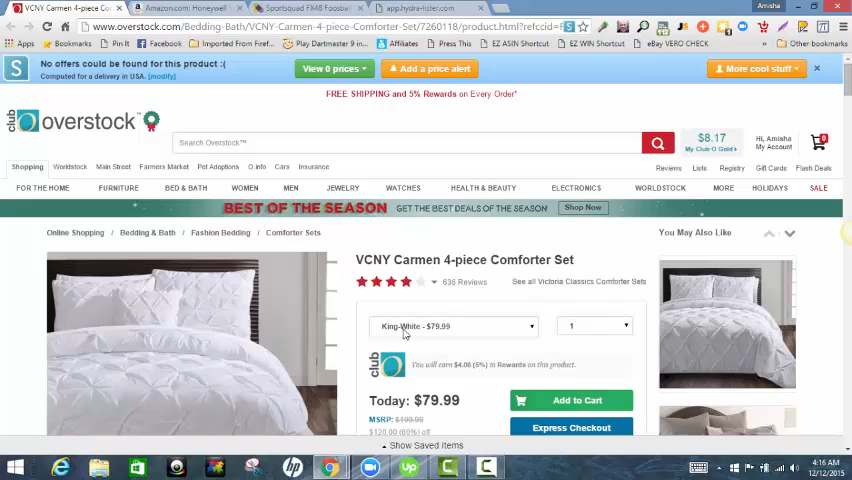 VCNY Carmen 4-piece Co
Amazon.com: Honeywell
Sportsquad FX48 Foosball
app.hydra-lister.com
Amisha
www.overstock.com/Bedding-Bath/VCNY-Carmen-4-piece-Comforter-Set/7260118/product.html?refccid=
Apps
Bookmarks
Pin It
Facebook
Imported From Firef
Play Dartmaster 9 in
Affiliates
Press This
EZ ASIN Shortcut
EZ WIN Shortcut
eBay VERO CHECK
Other bookmarks
No offers could be found for this product :(
Computed for a delivery in USA. [modify]
View 0 prices
Add a price alert
More cool stuff
FREE SHIPPING and 5% Rewards on Every Order*
club O overstock
Search Overstock™
$8.17
My Club O Gold
Hi, Amisha
My Account
0
Shopping
Worldstock
Main Street
Farmers Market
Pet Adoptions
O.info
Cars
Insurance
Reviews
Lists
Registry
Gift Cards
Flash Deals
FOR THE HOME
FURNITURE
BED & BATH
WOMEN
MEN
JEWELRY
WATCHES
HEALTH & BEAUTY
ELECTRONICS
WORLDSTOCK
MORE
HOLIDAYS
SALE
BEST OF THE SEASON
GET THE BEST DEALS OF THE SEASON
Shop Now
Online Shopping / Bedding & Bath / Fashion Bedding / Comforter Sets
You May Also Like
VCNY Carmen 4-piece Comforter Set
636 Reviews
See all Victoria Classics Comforter Sets
King-White - $79.99
1
club O
You will earn $4.00 (5%) in Rewards on this product.
Today: $79.99
Add to Cart
MSRP: $199.99
$120.00 (60%) off
Express Checkout
Show Saved Items
4:16 AM
12/12/2015